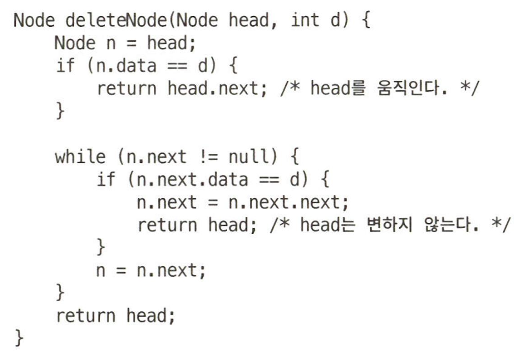 Node deleteNode(Node head, int d) {
    Node n = head;
    if (n.data == d) {
        return head.next; /* head를 움직인다. */
    }
    while (n.next != null) {
        if (n.next.data == d) {
            n.next = n.next.next;
            return head; /* head는 변하지 않는다. */
        }
        n = n.next;
    }
    return head;
}